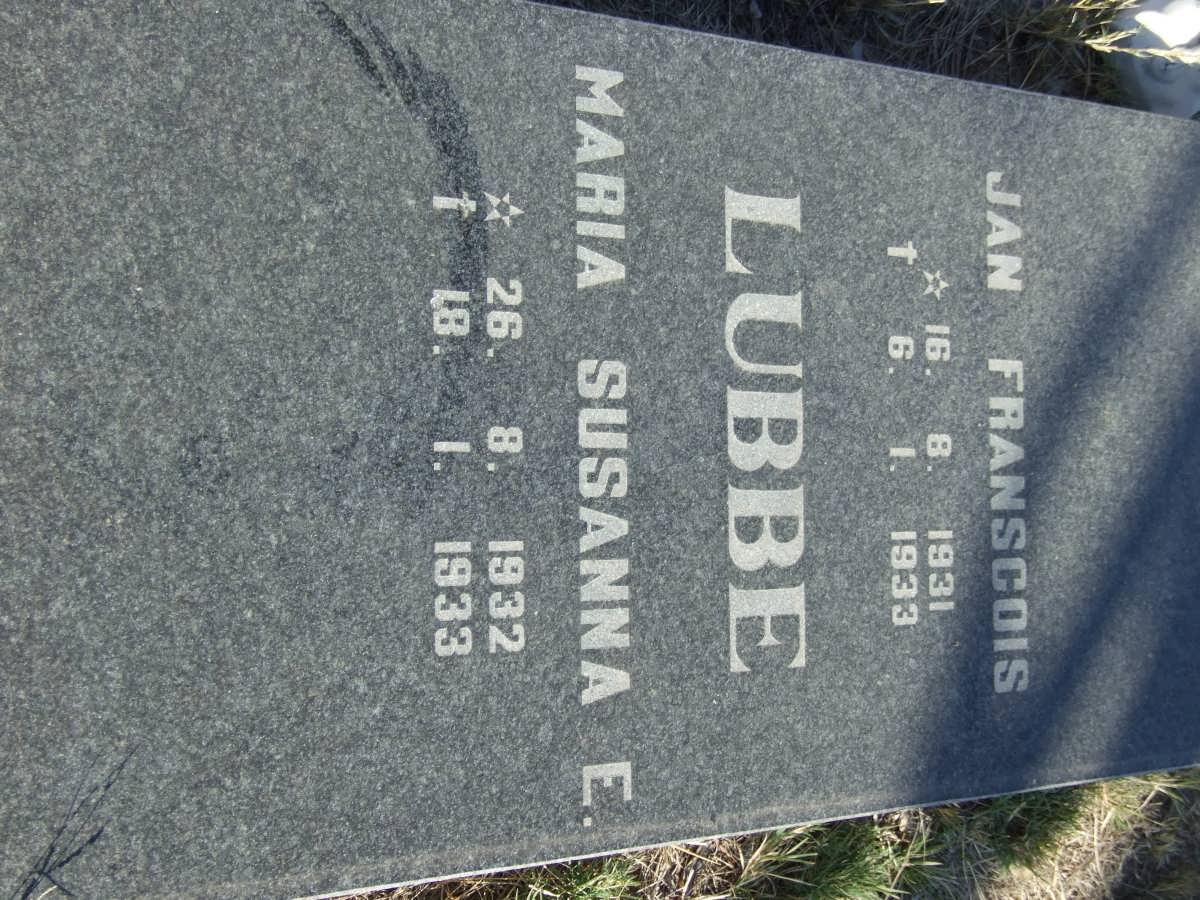 JAN FRANSCOIS
☆ 16. 8. 1931
✝ 6. 1. 1933
LUBBE
MARIA SUSANNA E.
☆ 26. 8. 1932
✝ 18. 1. 1933